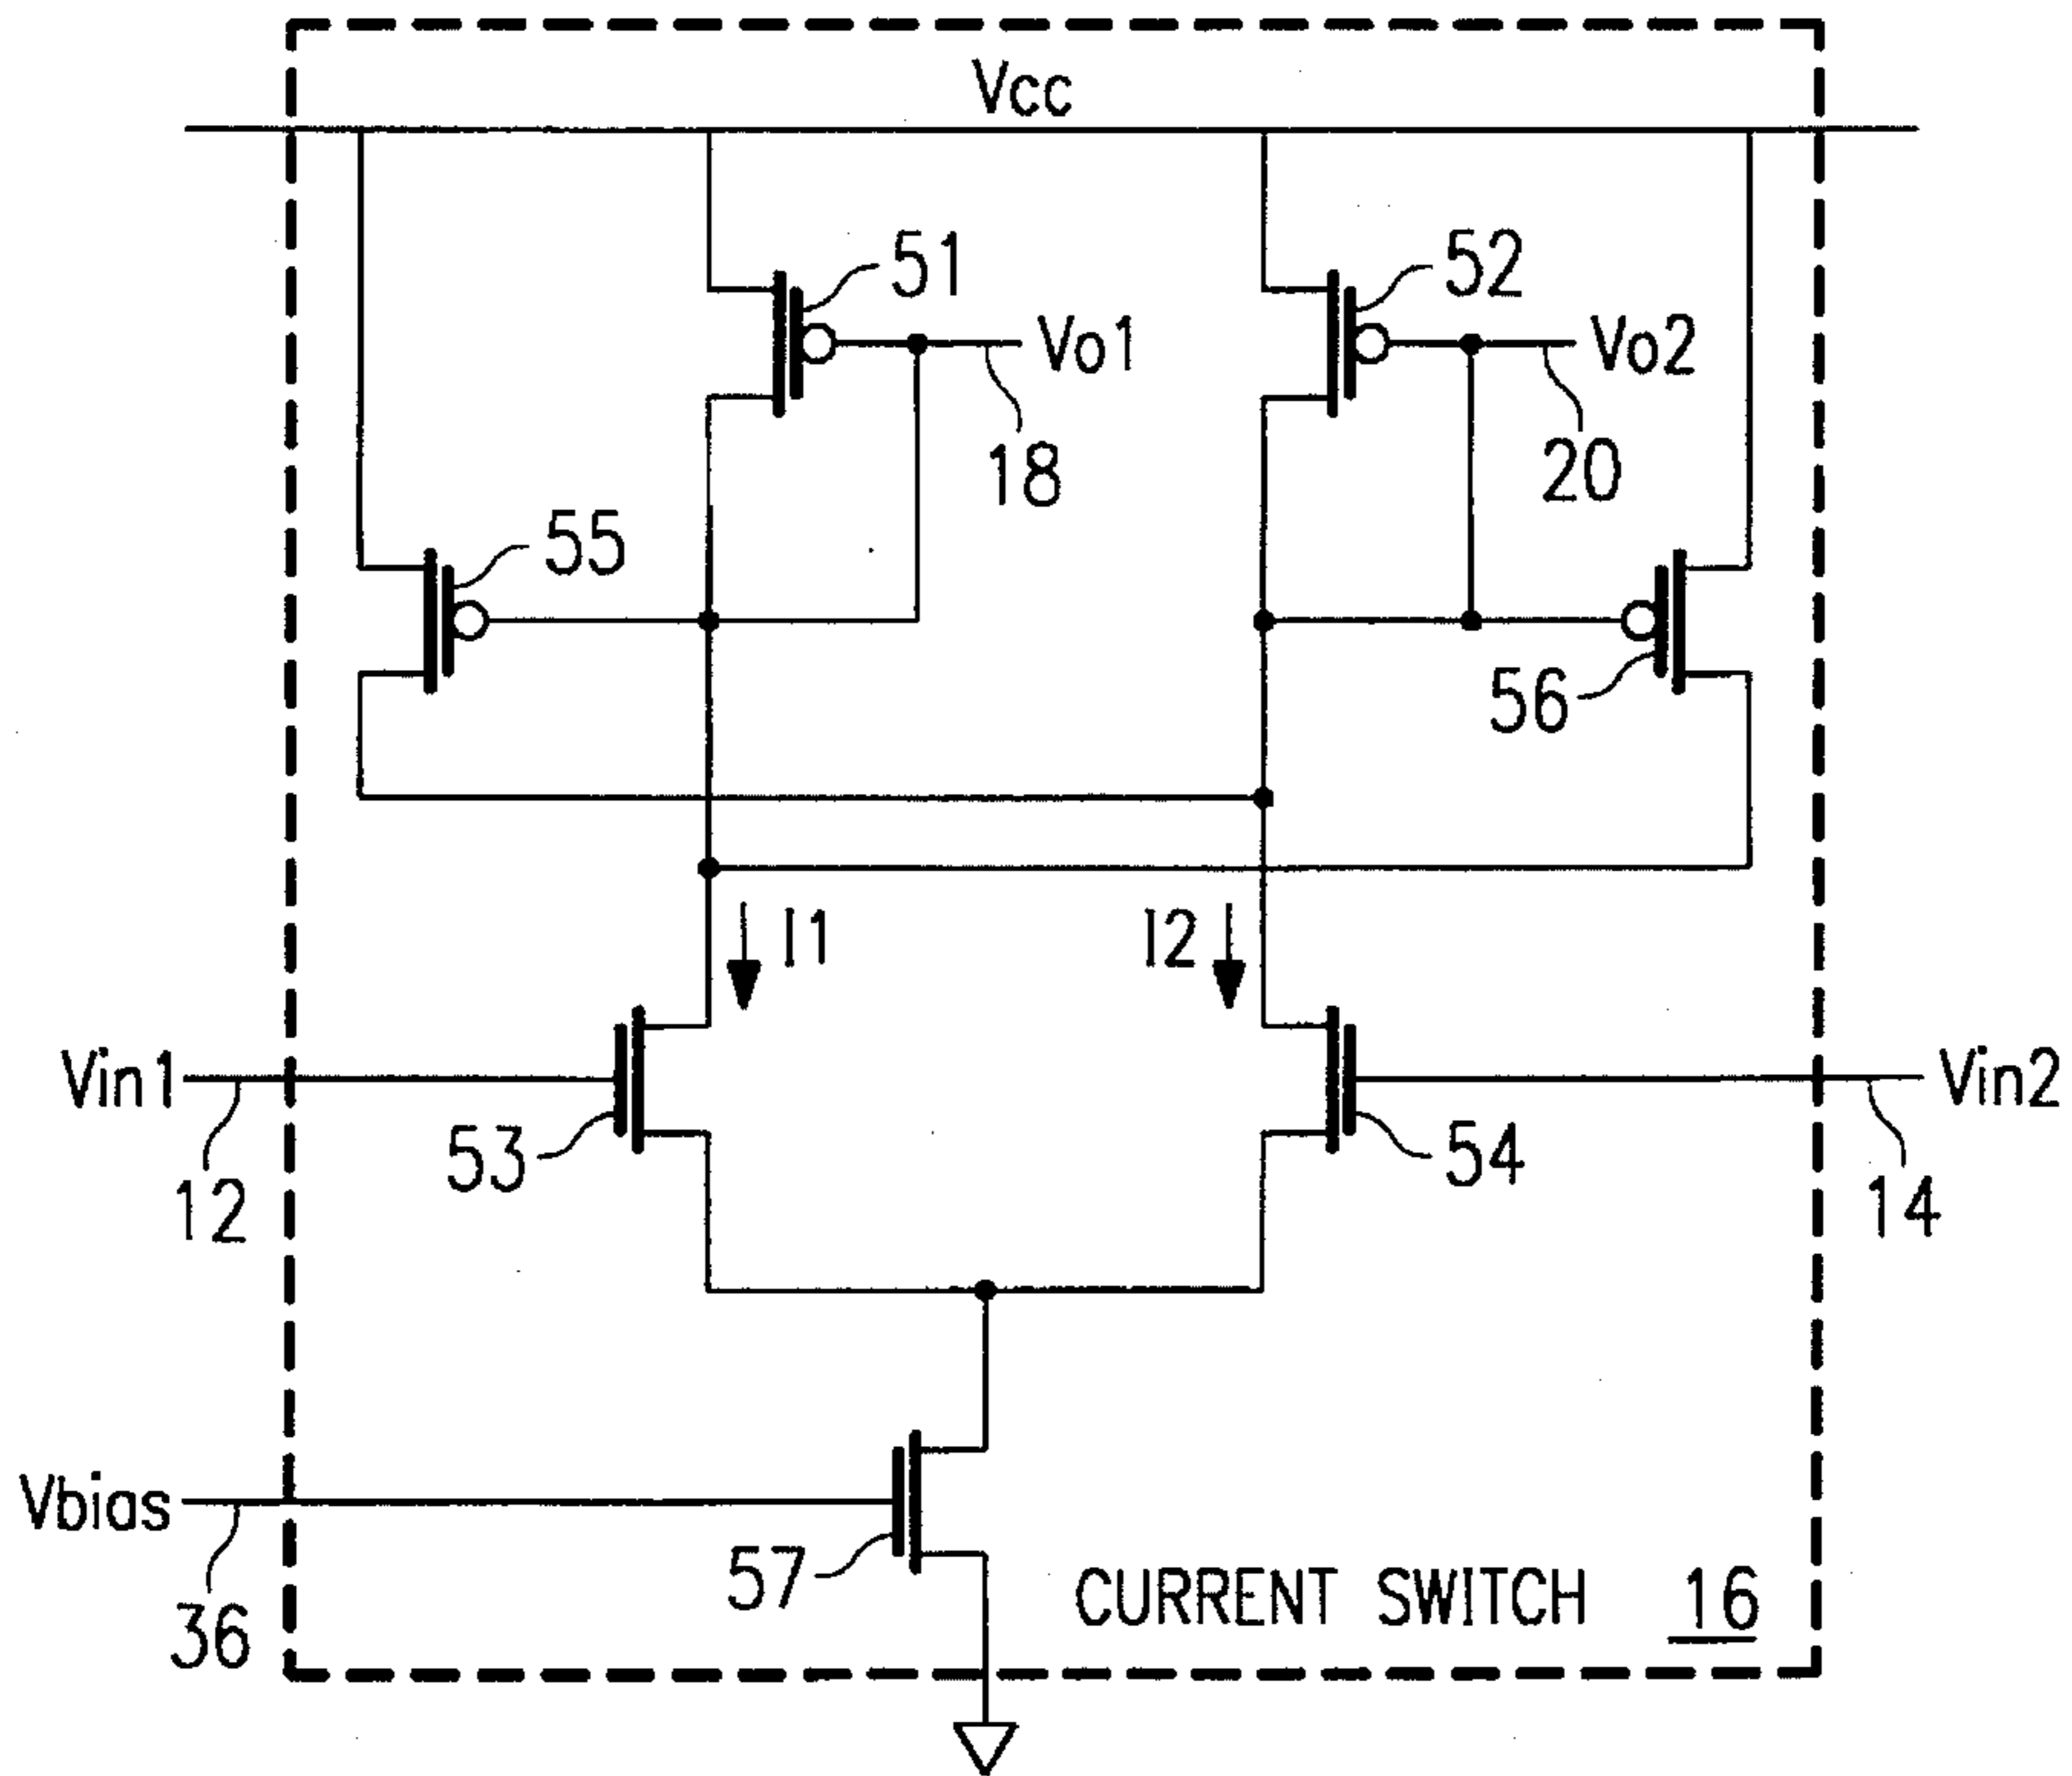 Vcc
51
52
Vo1
Vo2
18
20
55
56
I1
I2
Vin1
Vin2
53
54
12
14
Vbias
57
CURRENT SWITCH 16
36